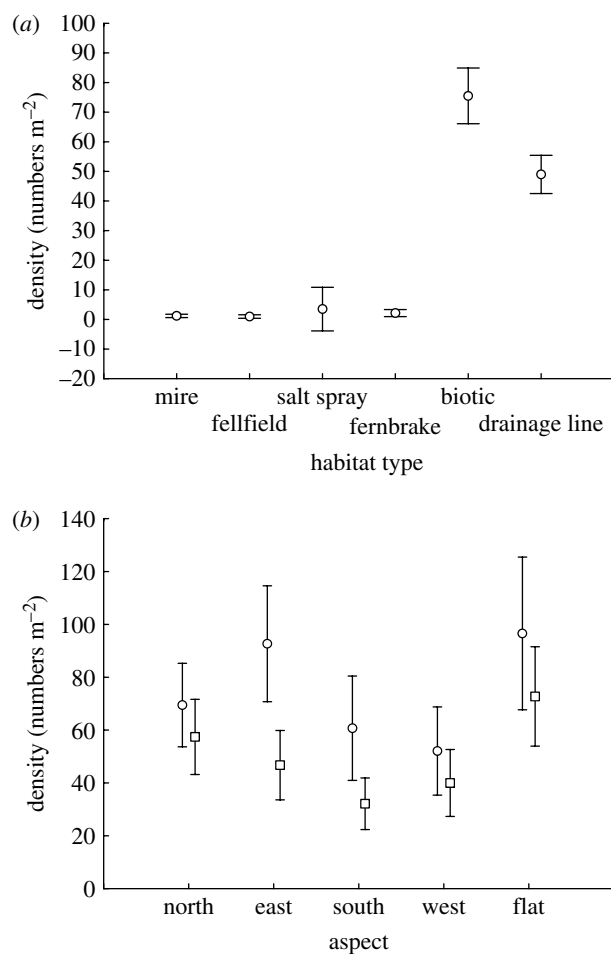 (a)
100
90
80
70
60
50
40
30
20
10
0
–10
–20
density (numbers m⁻²)
mire
fellfield
salt spray
fernbrake
biotic
drainage line
habitat type
(b)
140
120
100
80
60
40
20
0
density (numbers m⁻²)
north east south west flat
aspect